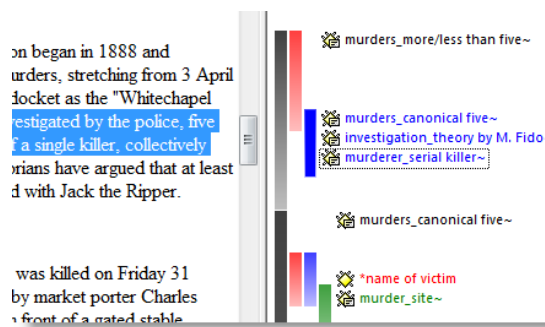 on began in 1888 and
urders, stretching from 3 April
docket as the "Whitechapel
vestigated by the police, five
f a single killer, collectively
orians have argued that at least
d with Jack the Ripper.
was killed on Friday 31
by market porter Charles
n front of a gated stable
murders_more/less than five~
murders_canonical five~
investigation_theory by M. Fido
murderer_serial killer~
murders_canonical five~
*name of victim
murder_site~